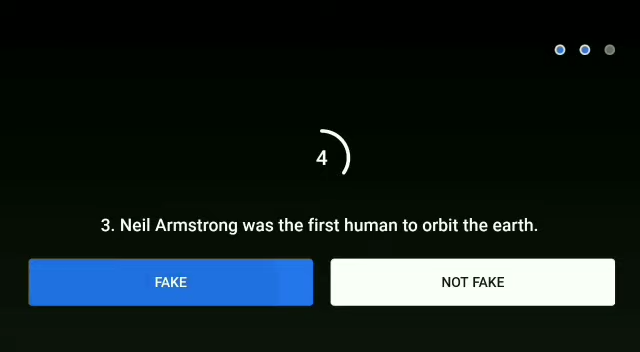 4
3. Neil Armstrong was the first human to orbit the earth.
FAKE
NOT FAKE